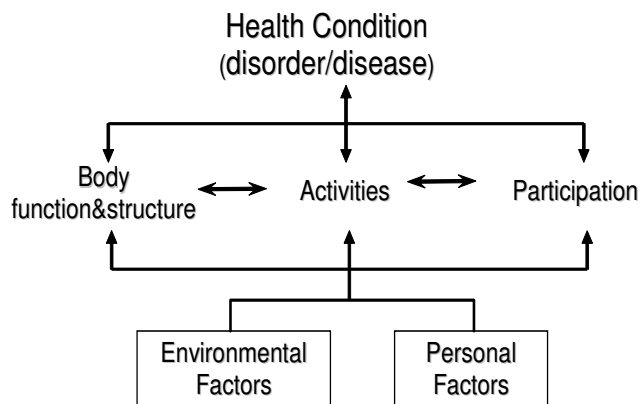 Health Condition
(disorder/disease)
Body
function&structure
Activities
Participation
Environmental
Factors
Personal
Factors